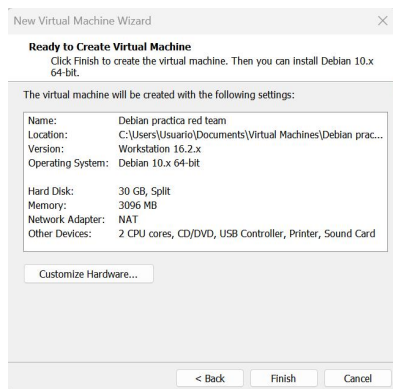 New Virtual Machine Wizard
Ready to Create Virtual Machine
Click Finish to create the virtual machine. Then you can install Debian 10.x
64-bit.
The virtual machine will be created with the following settings:
Name: Debian practica red team
Location: C:\Users\Usuario\Documents\Virtual Machines\Debian prac...
Version: Workstation 16.2.x
Operating System: Debian 10.x 64-bit
Hard Disk: 30 GB, Split
Memory: 3096 MB
Network Adapter: NAT
Other Devices: 2 CPU cores, CD/DVD, USB Controller, Printer, Sound Card
Customize Hardware...
< Back Finish Cancel